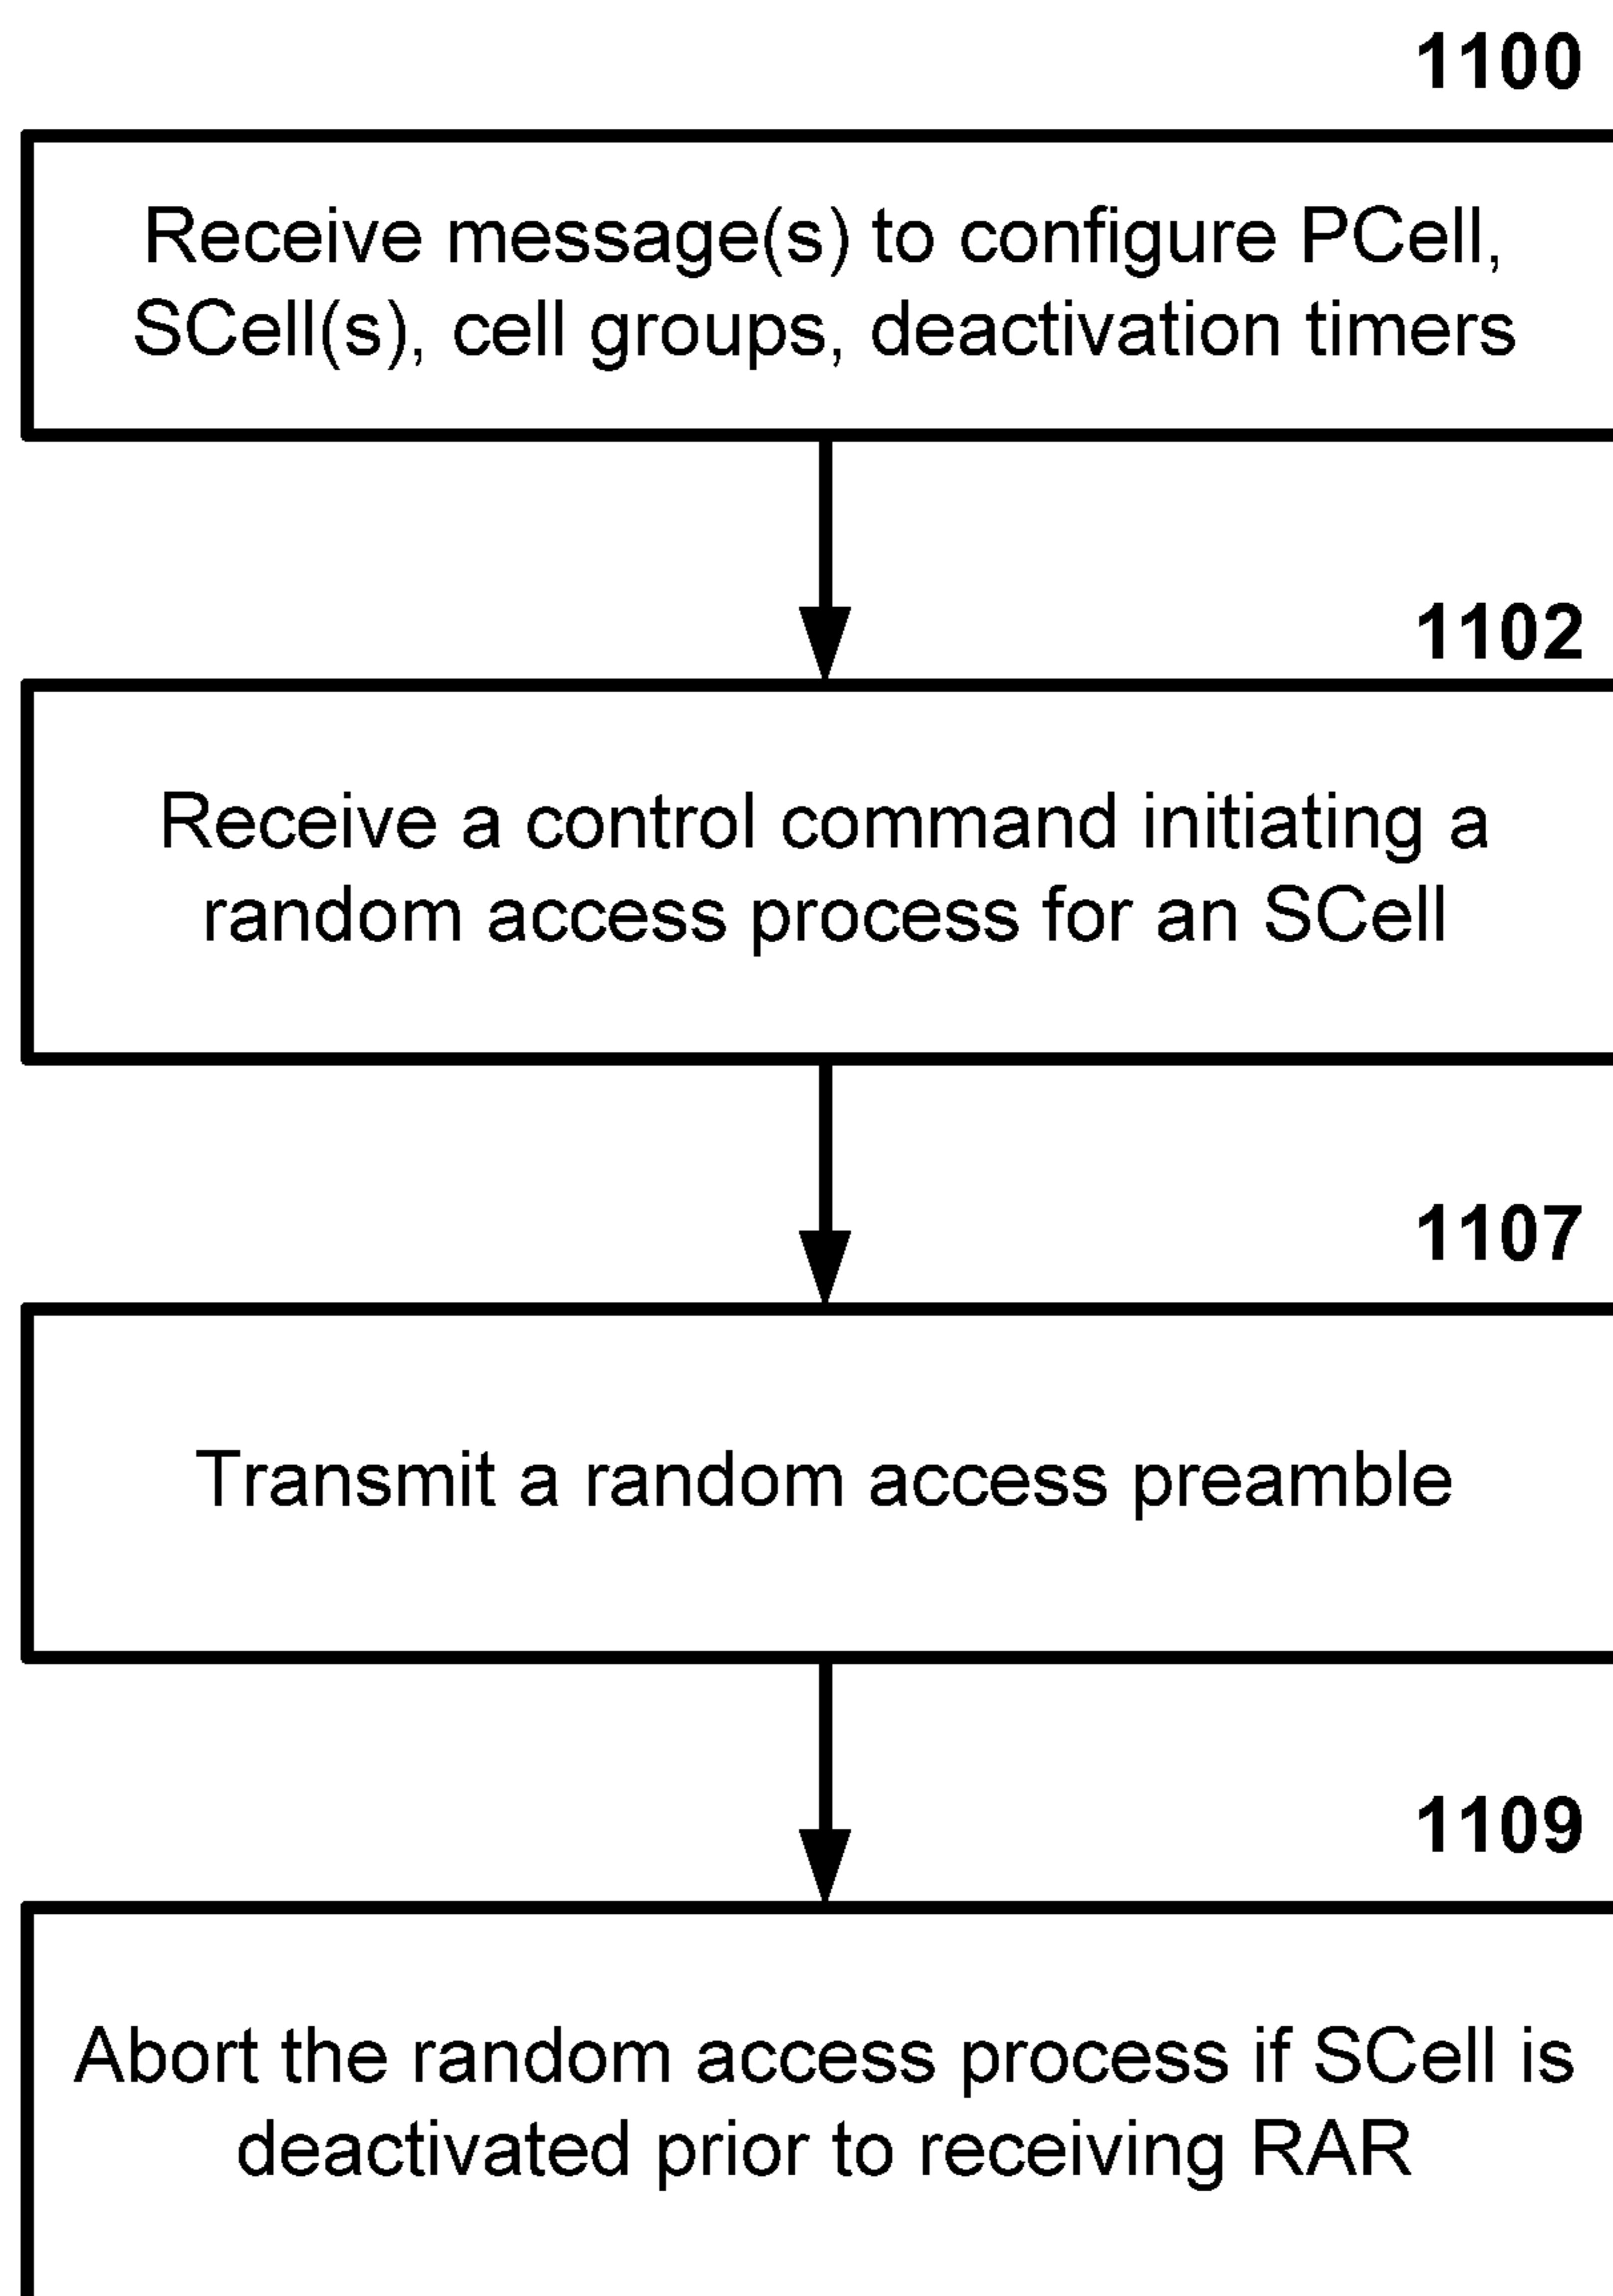 1100
Receive message(s) to configure PCell,
SCell(s), cell groups, deactivation timers
1102
Receive a control command initiating a
random access process for an SCell
1107
Transmit a random access preamble
1109
Abort the random access process if SCell is
deactivated prior to receiving RAR